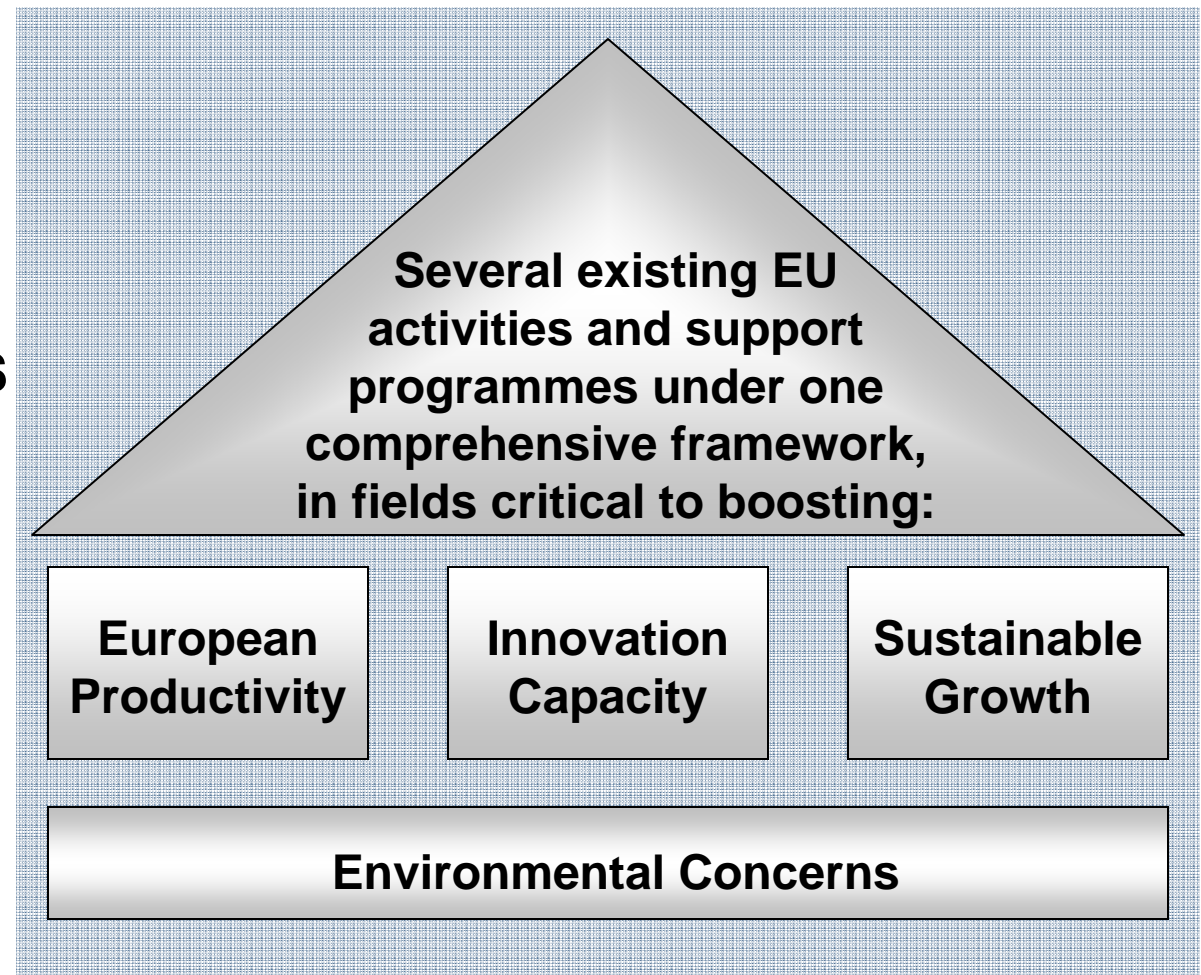 Several existing EU
activities and support
programmes under one
comprehensive framework,
in fields critical to boosting:
European
Productivity
Innovation
Capacity
Sustainable
Growth
Environmental Concerns